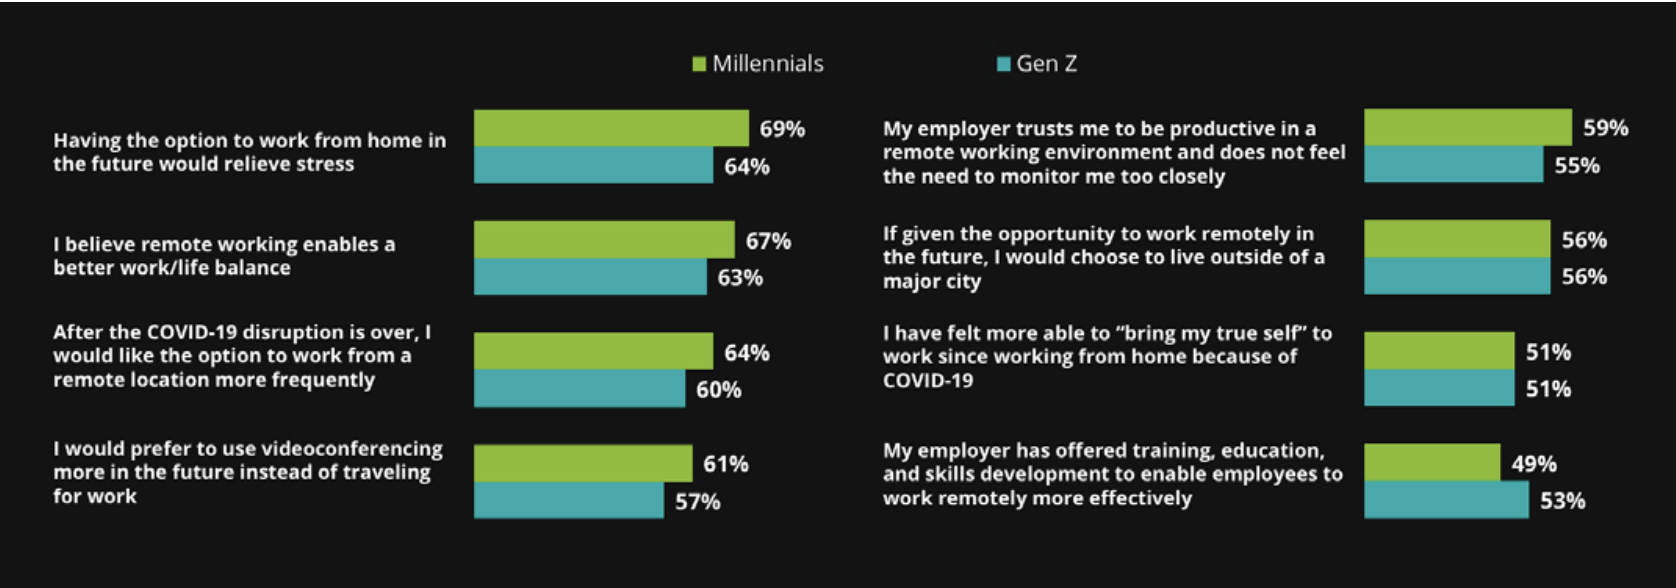 Millennials
Gen Z
Having the option to work from home in
the future would relieve stress
69%
64%
I believe remote working enables a
better work/life balance
67%
63%
After the COVID-19 disruption is over, I
would like the option to work from a
remote location more frequently
64%
60%
I would prefer to use videoconferencing
more in the future instead of traveling
for work
61%
57%
My employer trusts me to be productive in a
remote working environment and does not feel
the need to monitor me too closely
59%
55%
If given the opportunity to work remotely in
the future, I would choose to live outside of a
major city
56%
56%
I have felt more able to “bring my true self” to
work since working from home because of
COVID-19
51%
51%
My employer has offered training, education,
and skills development to enable employees to
work remotely more effectively
49%
53%